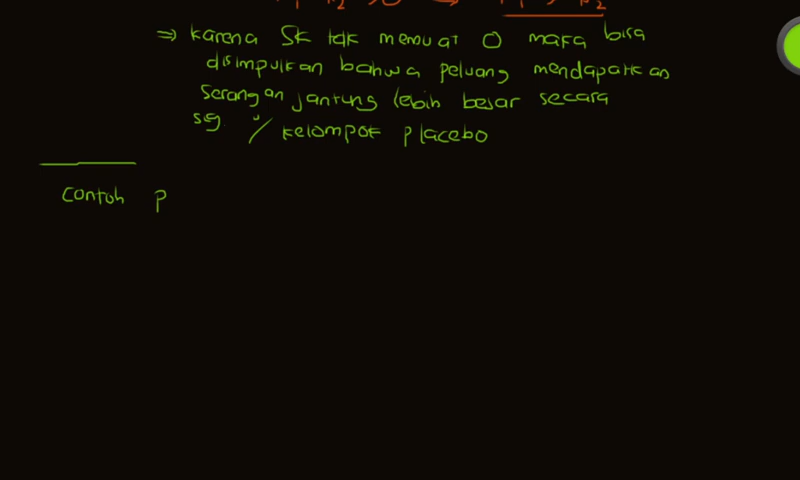 ⇒ karena SK tdk memuat 0 maka bisa
disimpulkan bahwa peluang mendapatkan
serangan jantung lebih besar secara
sig. u/ kelompok placebo
Contoh p